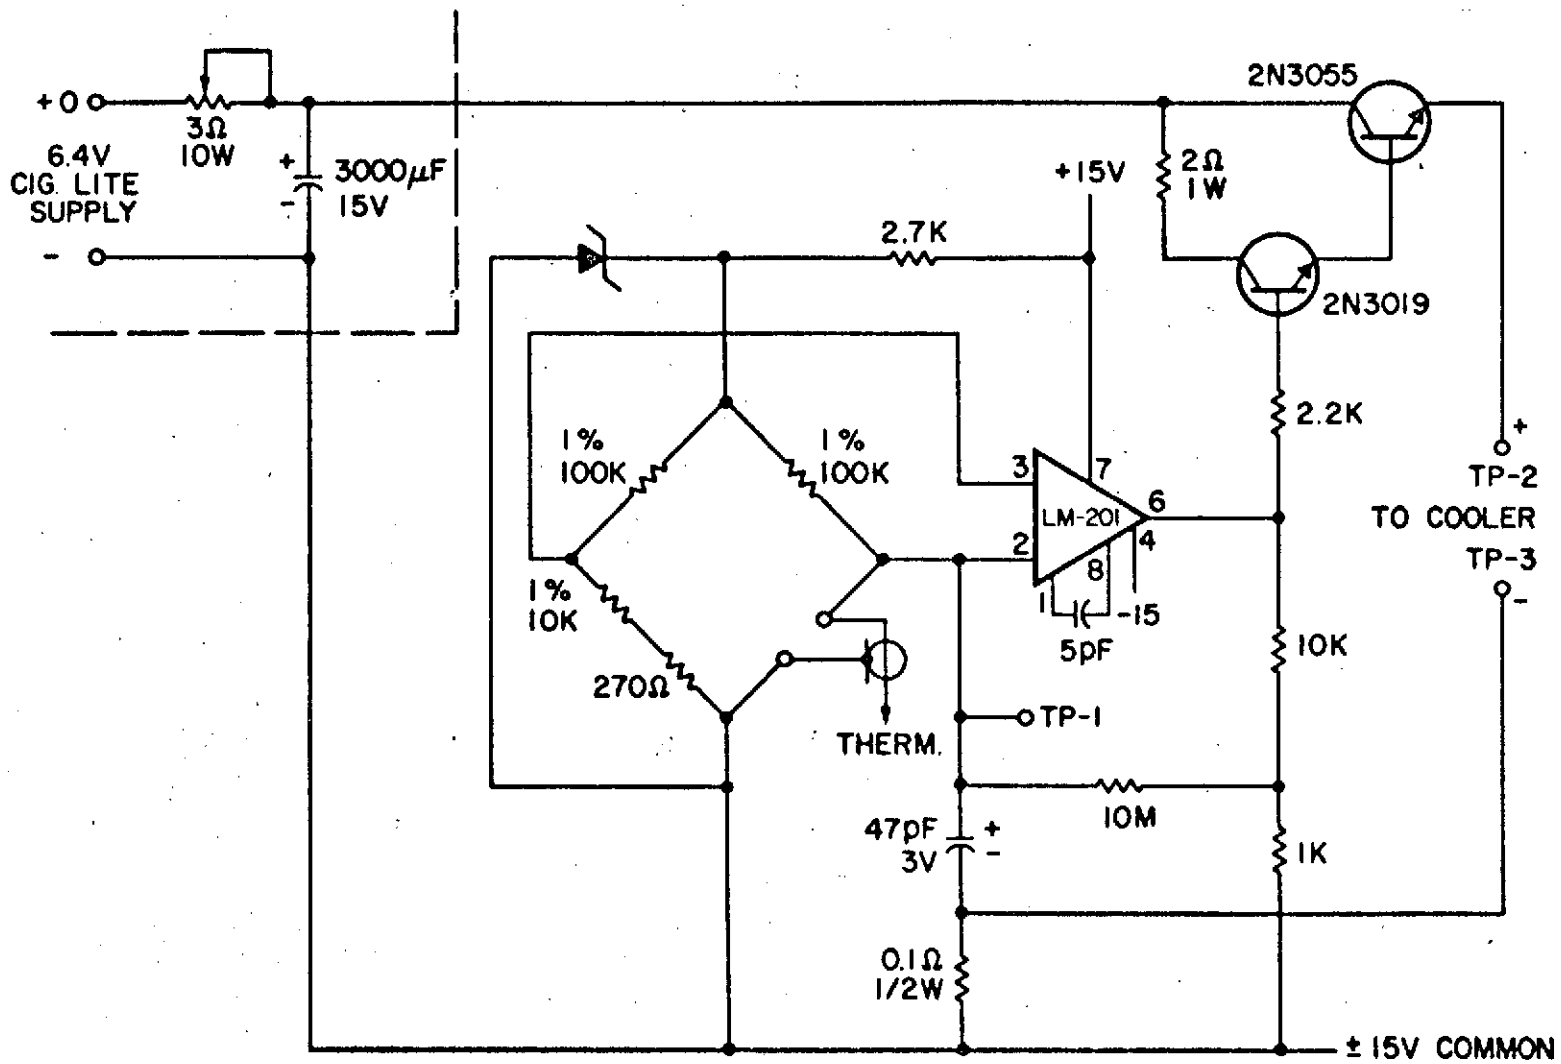 +O
6.4V
CIG. LITE
SUPPLY
-
3Ω
10W
+
-
3000μF
15V
2N3055
2Ω
1W
+15V
2.7K
2N3019
2.2K
1%
100K
1%
100K
1%
10K
270Ω
THERM.
3
2
7
LM-201
6
4
8
1
-15
5pF
+
TP-2
TO COOLER
TP-3
-
10K
TP-1
10M
47pF
3V
+
-
1K
0.1Ω
1/2W
± 15V COMMON